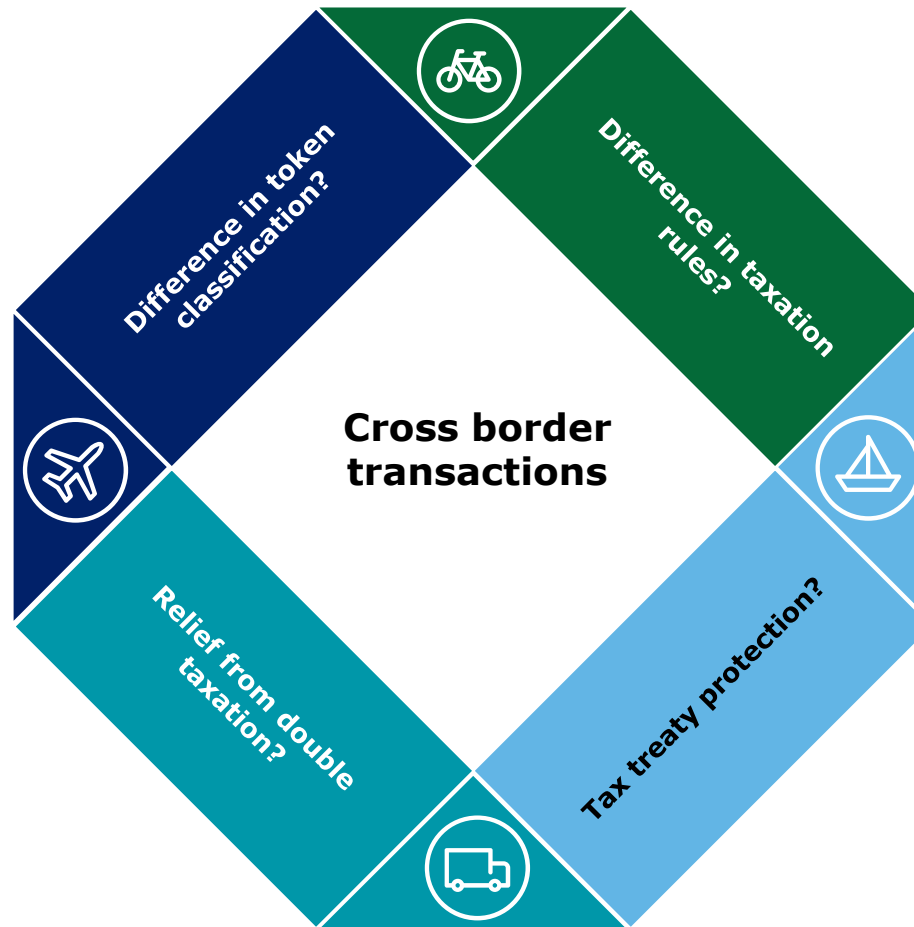 Difference in token
classification?
Difference in taxation
rules?
Cross border
transactions
Relief from double
taxation?
Tax treaty protection?